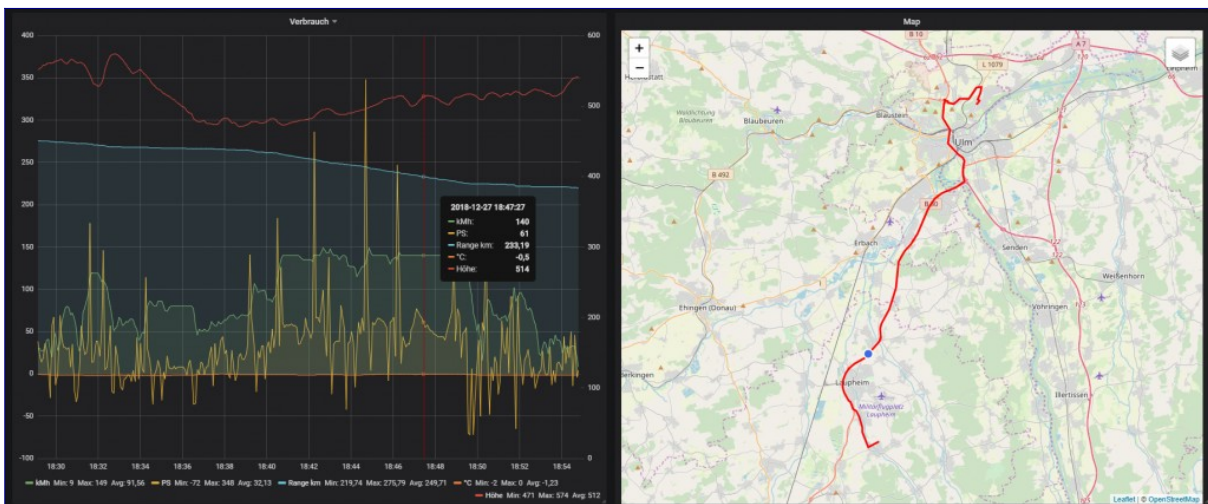 Verbrauch
400
350
300
250
200
150
100
50
0
-50
-100
600
500
400
300
200
100
0
18:30
18:32
18:34
18:36
18:38
18:40
18:42
18:44
18:46
18:48
18:50
18:52
18:54
2018-12-27 18:47:27
kMh: 140
PS: 61
Range km: 233,19
°C: -0,5
Höhe: 514
kMh Min: 9 Max: 149 Avg: 91,56 PS Min: -72 Max: 348 Avg: 32,13 Range km Min: 219,74 Max: 275,79 Avg: 249,71 °C Min: -2 Max: 0 Avg: -1,23
Höhe Min: 471 Max: 574 Avg: 512
Map
+
−
B 10
A 7
L 1079
Laupheim
Blaubeuren
Waldichtung
Blaubeuren
Blaustein
Ulm
B 492
Erbach
Senden
Weißenhorn
Ehingen (Donau)
Vöhringen
Laupheim
Militärflugplatz
Laupheim
Illertissen
Leaflet | © OpenStreetMap